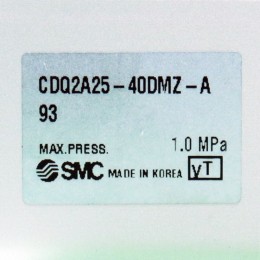 CDQ2A25-40DMZ-A
93
MAX.PRESS. 1.0 MPa
SMC MADE IN KOREA yT